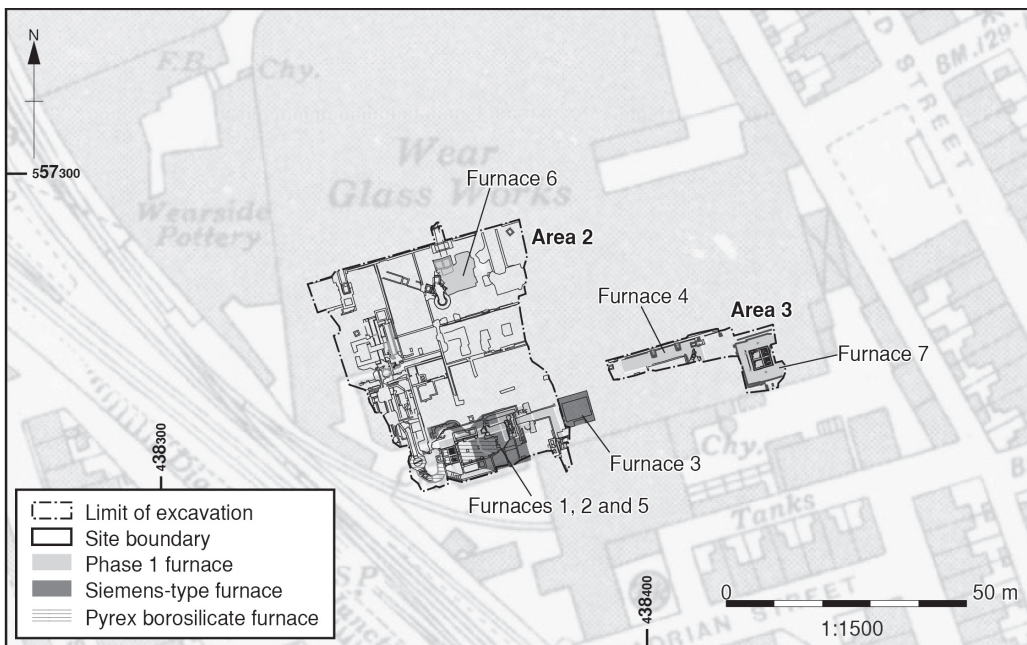 N
557300
F.B.
Chy.
BM.129
D STREET
Wear
Glass Works
Wearside
Pottery
Furnace 6
Area 2
Furnace 4
Area 3
Furnace 7
Furnace 3
Chy.
Furnaces 1, 2 and 5
Tanks
438300
438400
S.P.
RIAN STREET
Limit of excavation
Site boundary
Phase 1 furnace
Siemens-type furnace
Pyrex borosilicate furnace
0 50 m
1:1500